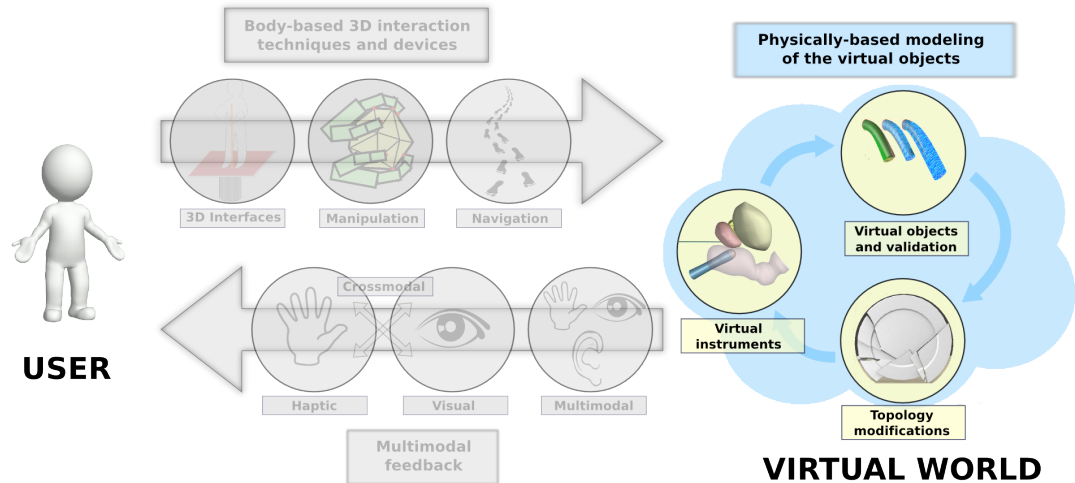 Body-based 3D interaction
techniques and devices
Physically-based modeling
of the virtual objects
3D Interfaces
Manipulation
Navigation
Virtual objects
and validation
Crossmodal
Virtual
instruments
USER
Haptic
Visual
Multimodal
Topology
modifications
Multimodal
feedback
VIRTUAL WORLD